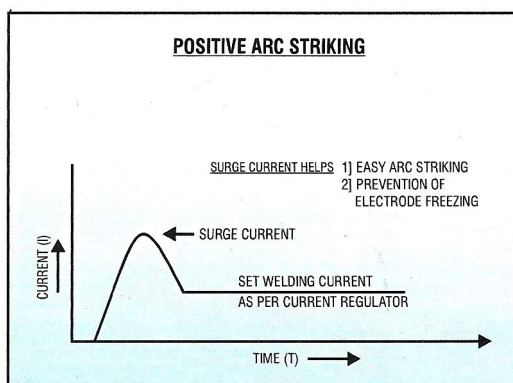 POSITIVE ARC STRIKING
SURGE CURRENT HELPS 1] EASY ARC STRIKING
2] PREVENTION OF
ELECTRODE FREEZING
SURGE CURRENT
CURRENT (I)
SET WELDING CURRENT
AS PER CURRENT REGULATOR
TIME (T)